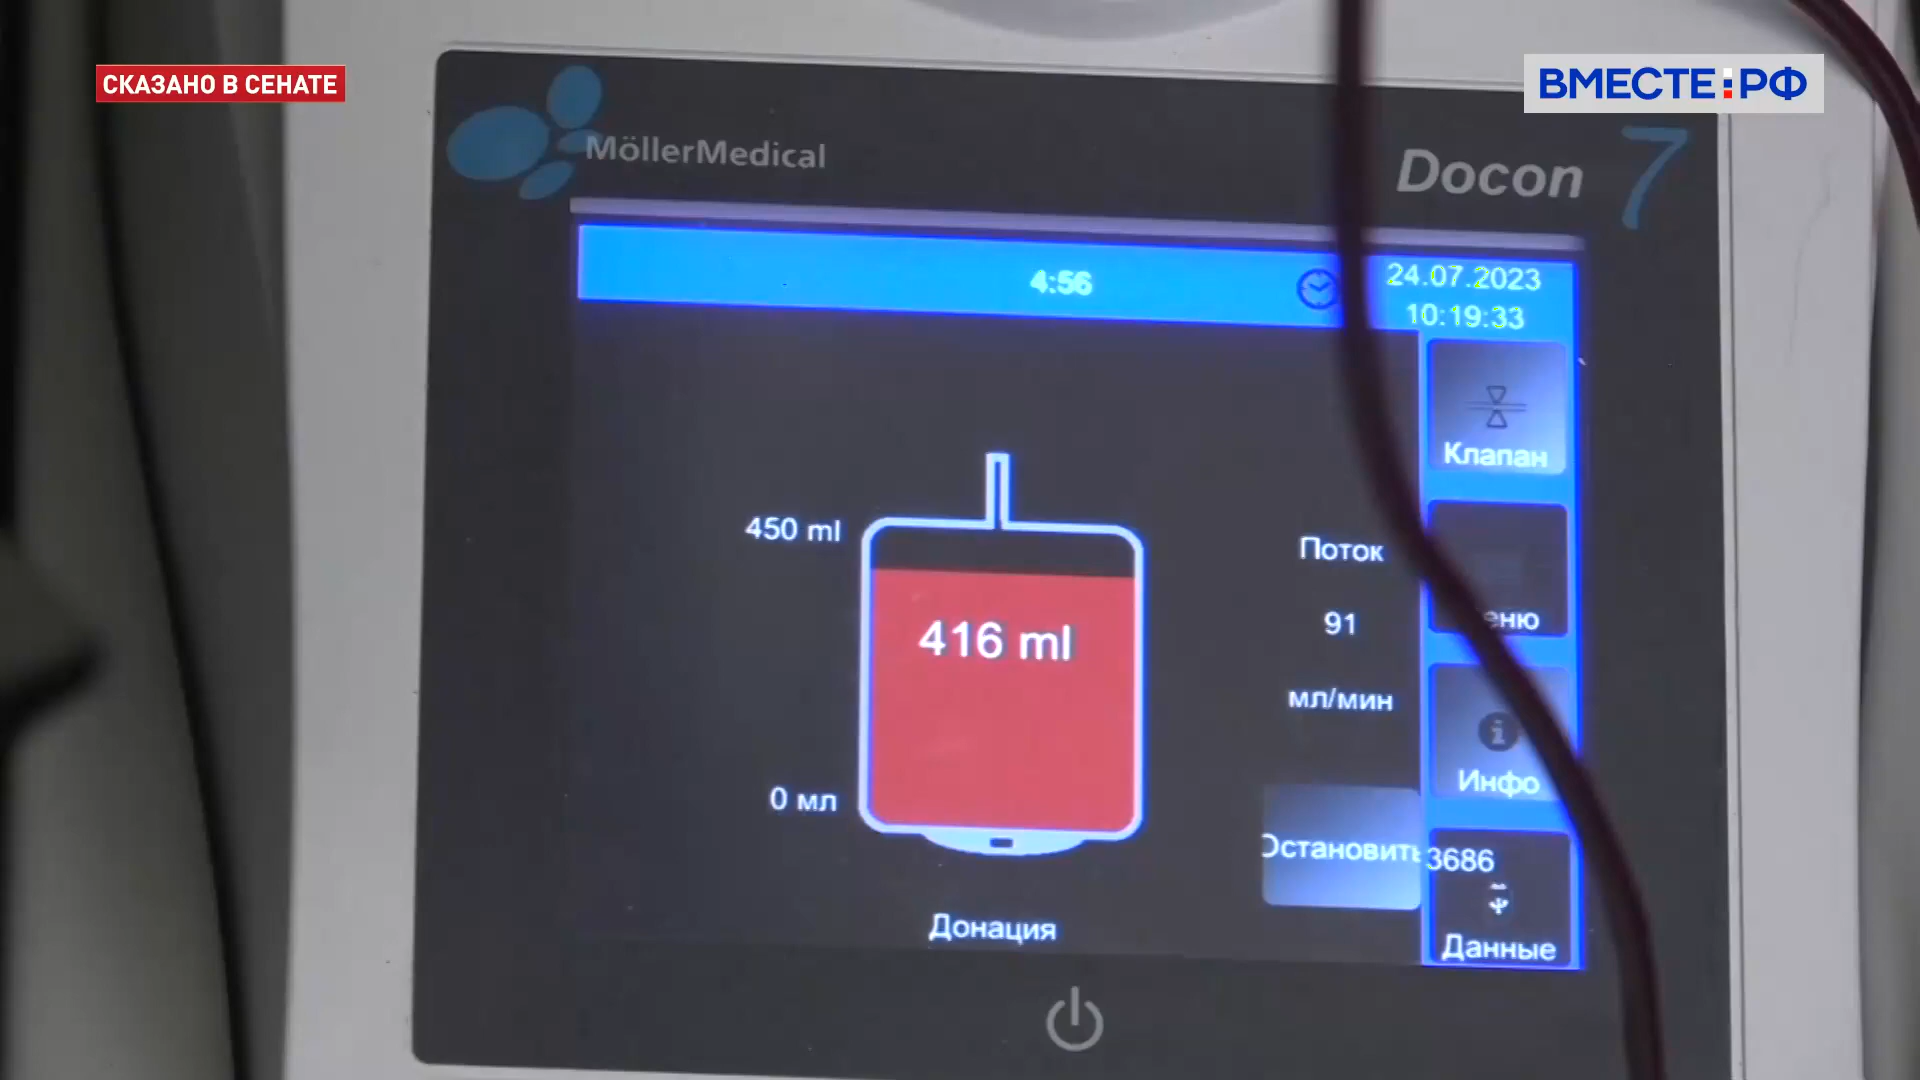 СКАЗАНО В СЕНАТЕ
ВМЕСТЕ РФ
MöllerMedical
Docon 7
4:56
24.07.2023
10:19:33
Клапан
450 ml
Поток
416 ml
91
мл/мин
Инфо
0 мл
Остановить
3686
Донация
Данные